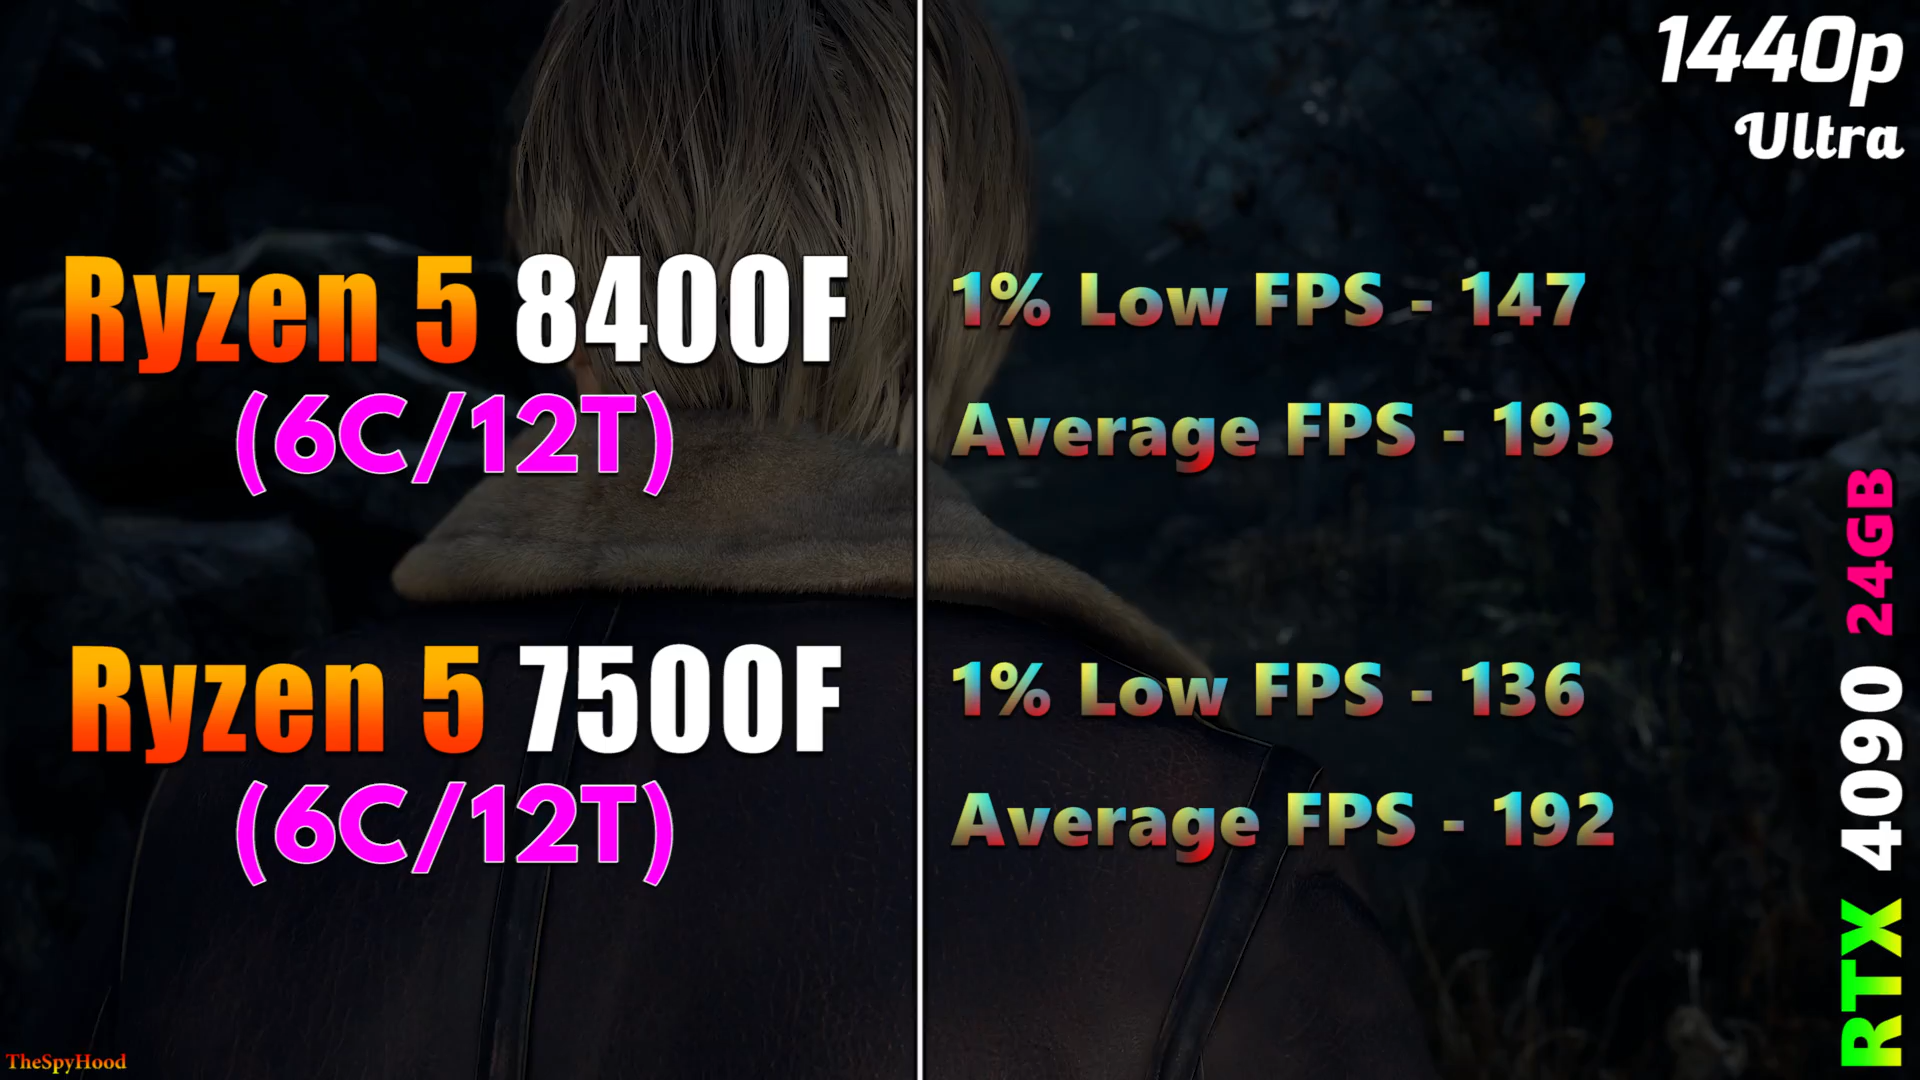 1440p
Ultra
Ryzen 5 8400F
(6C/12T)
1% Low FPS - 147
Average FPS - 193
Ryzen 5 7500F
(6C/12T)
1% Low FPS - 136
Average FPS - 192
RTX 4090 24GB
TheSpyHood